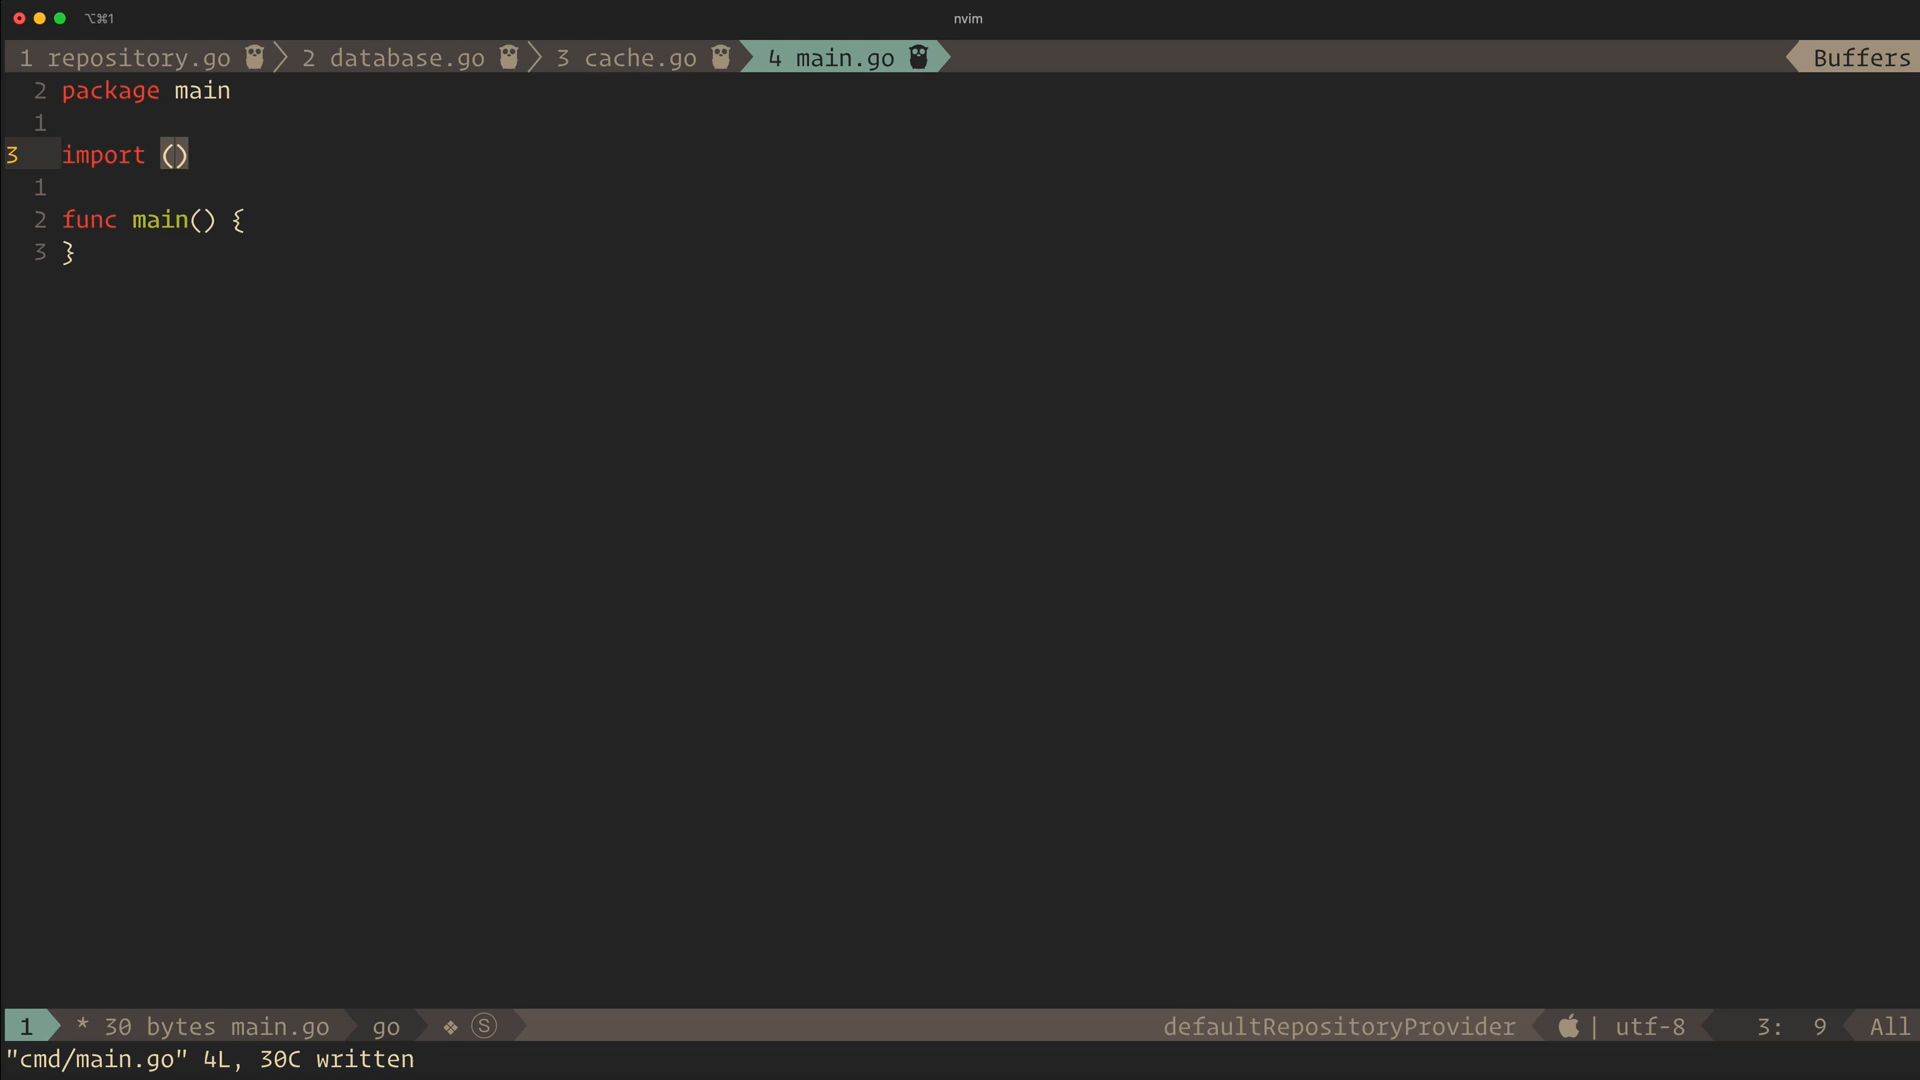 ⌥⌘1
nvim
1 repository.go 2 database.go 3 cache.go 4 main.go Buffers
2 package main
1
3 import ()
1
2 func main() {
3 }
1 * 30 bytes main.go go ❖ Ⓢ defaultRepositoryProvider | utf-8 3: 9 All
"cmd/main.go" 4L, 30C written